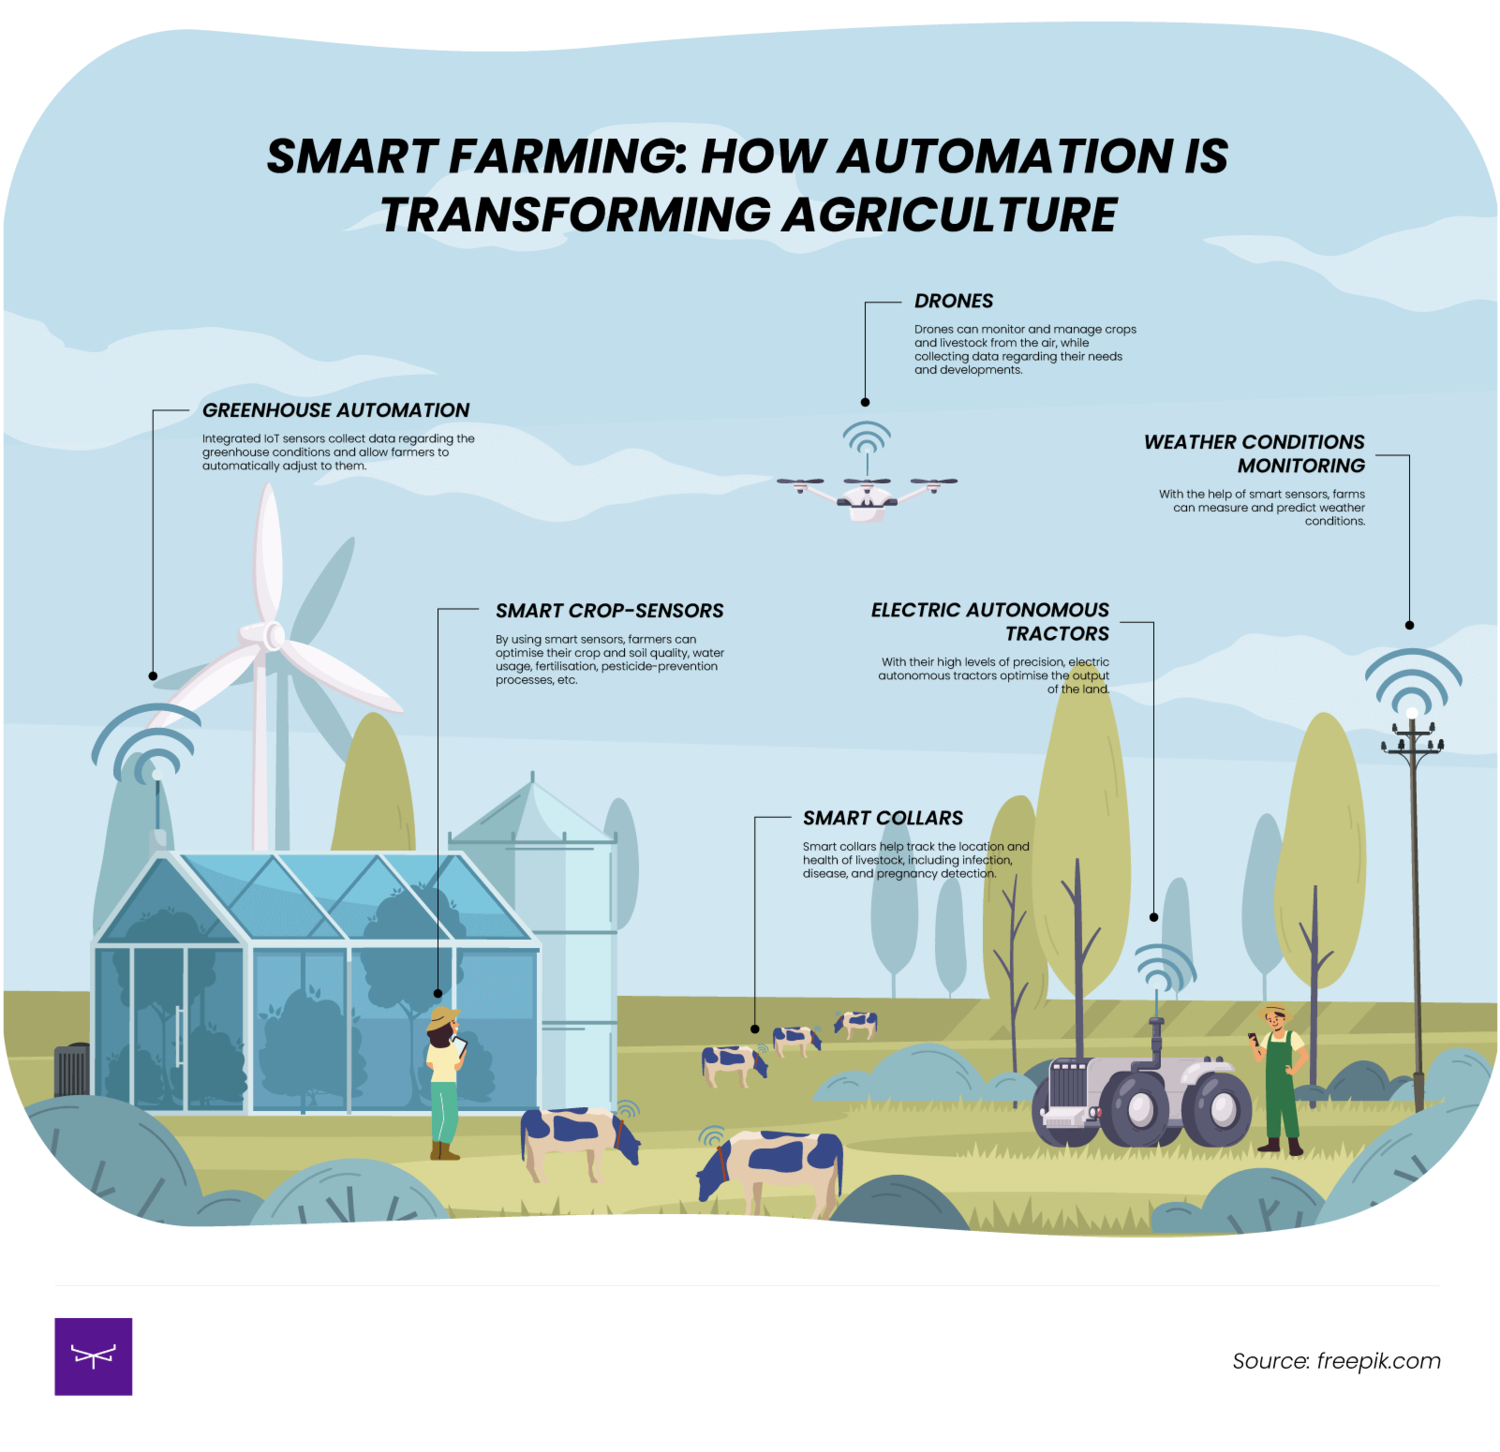 SMART FARMING: HOW AUTOMATION IS
TRANSFORMING AGRICULTURE
DRONES
Drones can monitor and manage crops
and livestock from the air, while
collecting data regarding their needs
and developments.
GREENHOUSE AUTOMATION
Integrated IoT sensors collect data regarding the
greenhouse conditions and allow farmers to
automatically adjust to them.
WEATHER CONDITIONS
MONITORING
With the help of smart sensors, farms
can measure and predict weather
conditions.
SMART CROP-SENSORS
By using smart sensors, farmers can
optimise their crop and soil quality, water
usage, fertilisation, pesticide-prevention
processes, etc.
ELECTRIC AUTONOMOUS
TRACTORS
With their high levels of precision, electric
autonomous tractors optimise the output
of the land.
SMART COLLARS
Smart collars help track the location and
health of livestock, including infection,
disease, and pregnancy detection.
Source: freepik.com